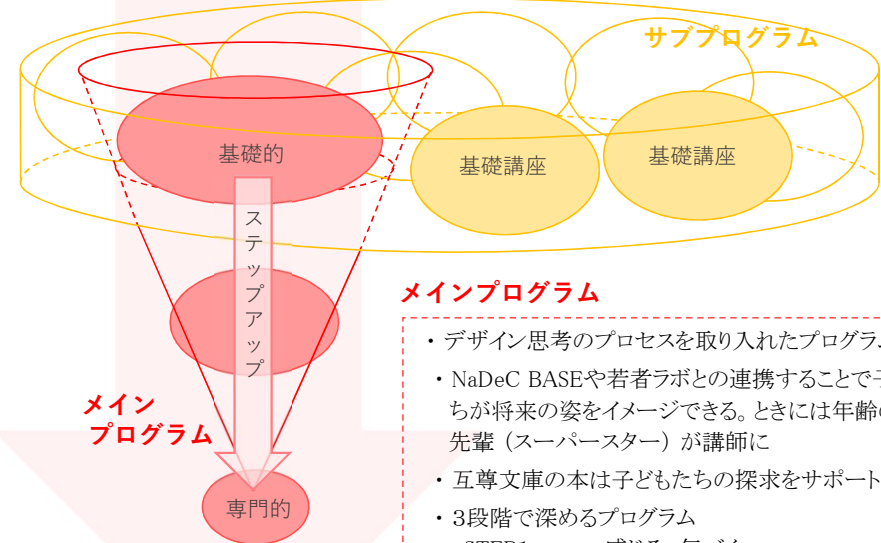 サブプログラム
基礎的
基礎講座
基礎講座
ステップアップ
メインプログラム
・デザイン思考のプロセスを取り入れたプログラ
・NaDeC BASEや若者ラボとの連携することで
ちが将来の姿をイメージできる。ときには年齢
先輩（スーパースター）が講師に
・互尊文庫の本は子どもたちの探求をサポート
・3段階で深めるプログラム
メイン
プログラム
専門的